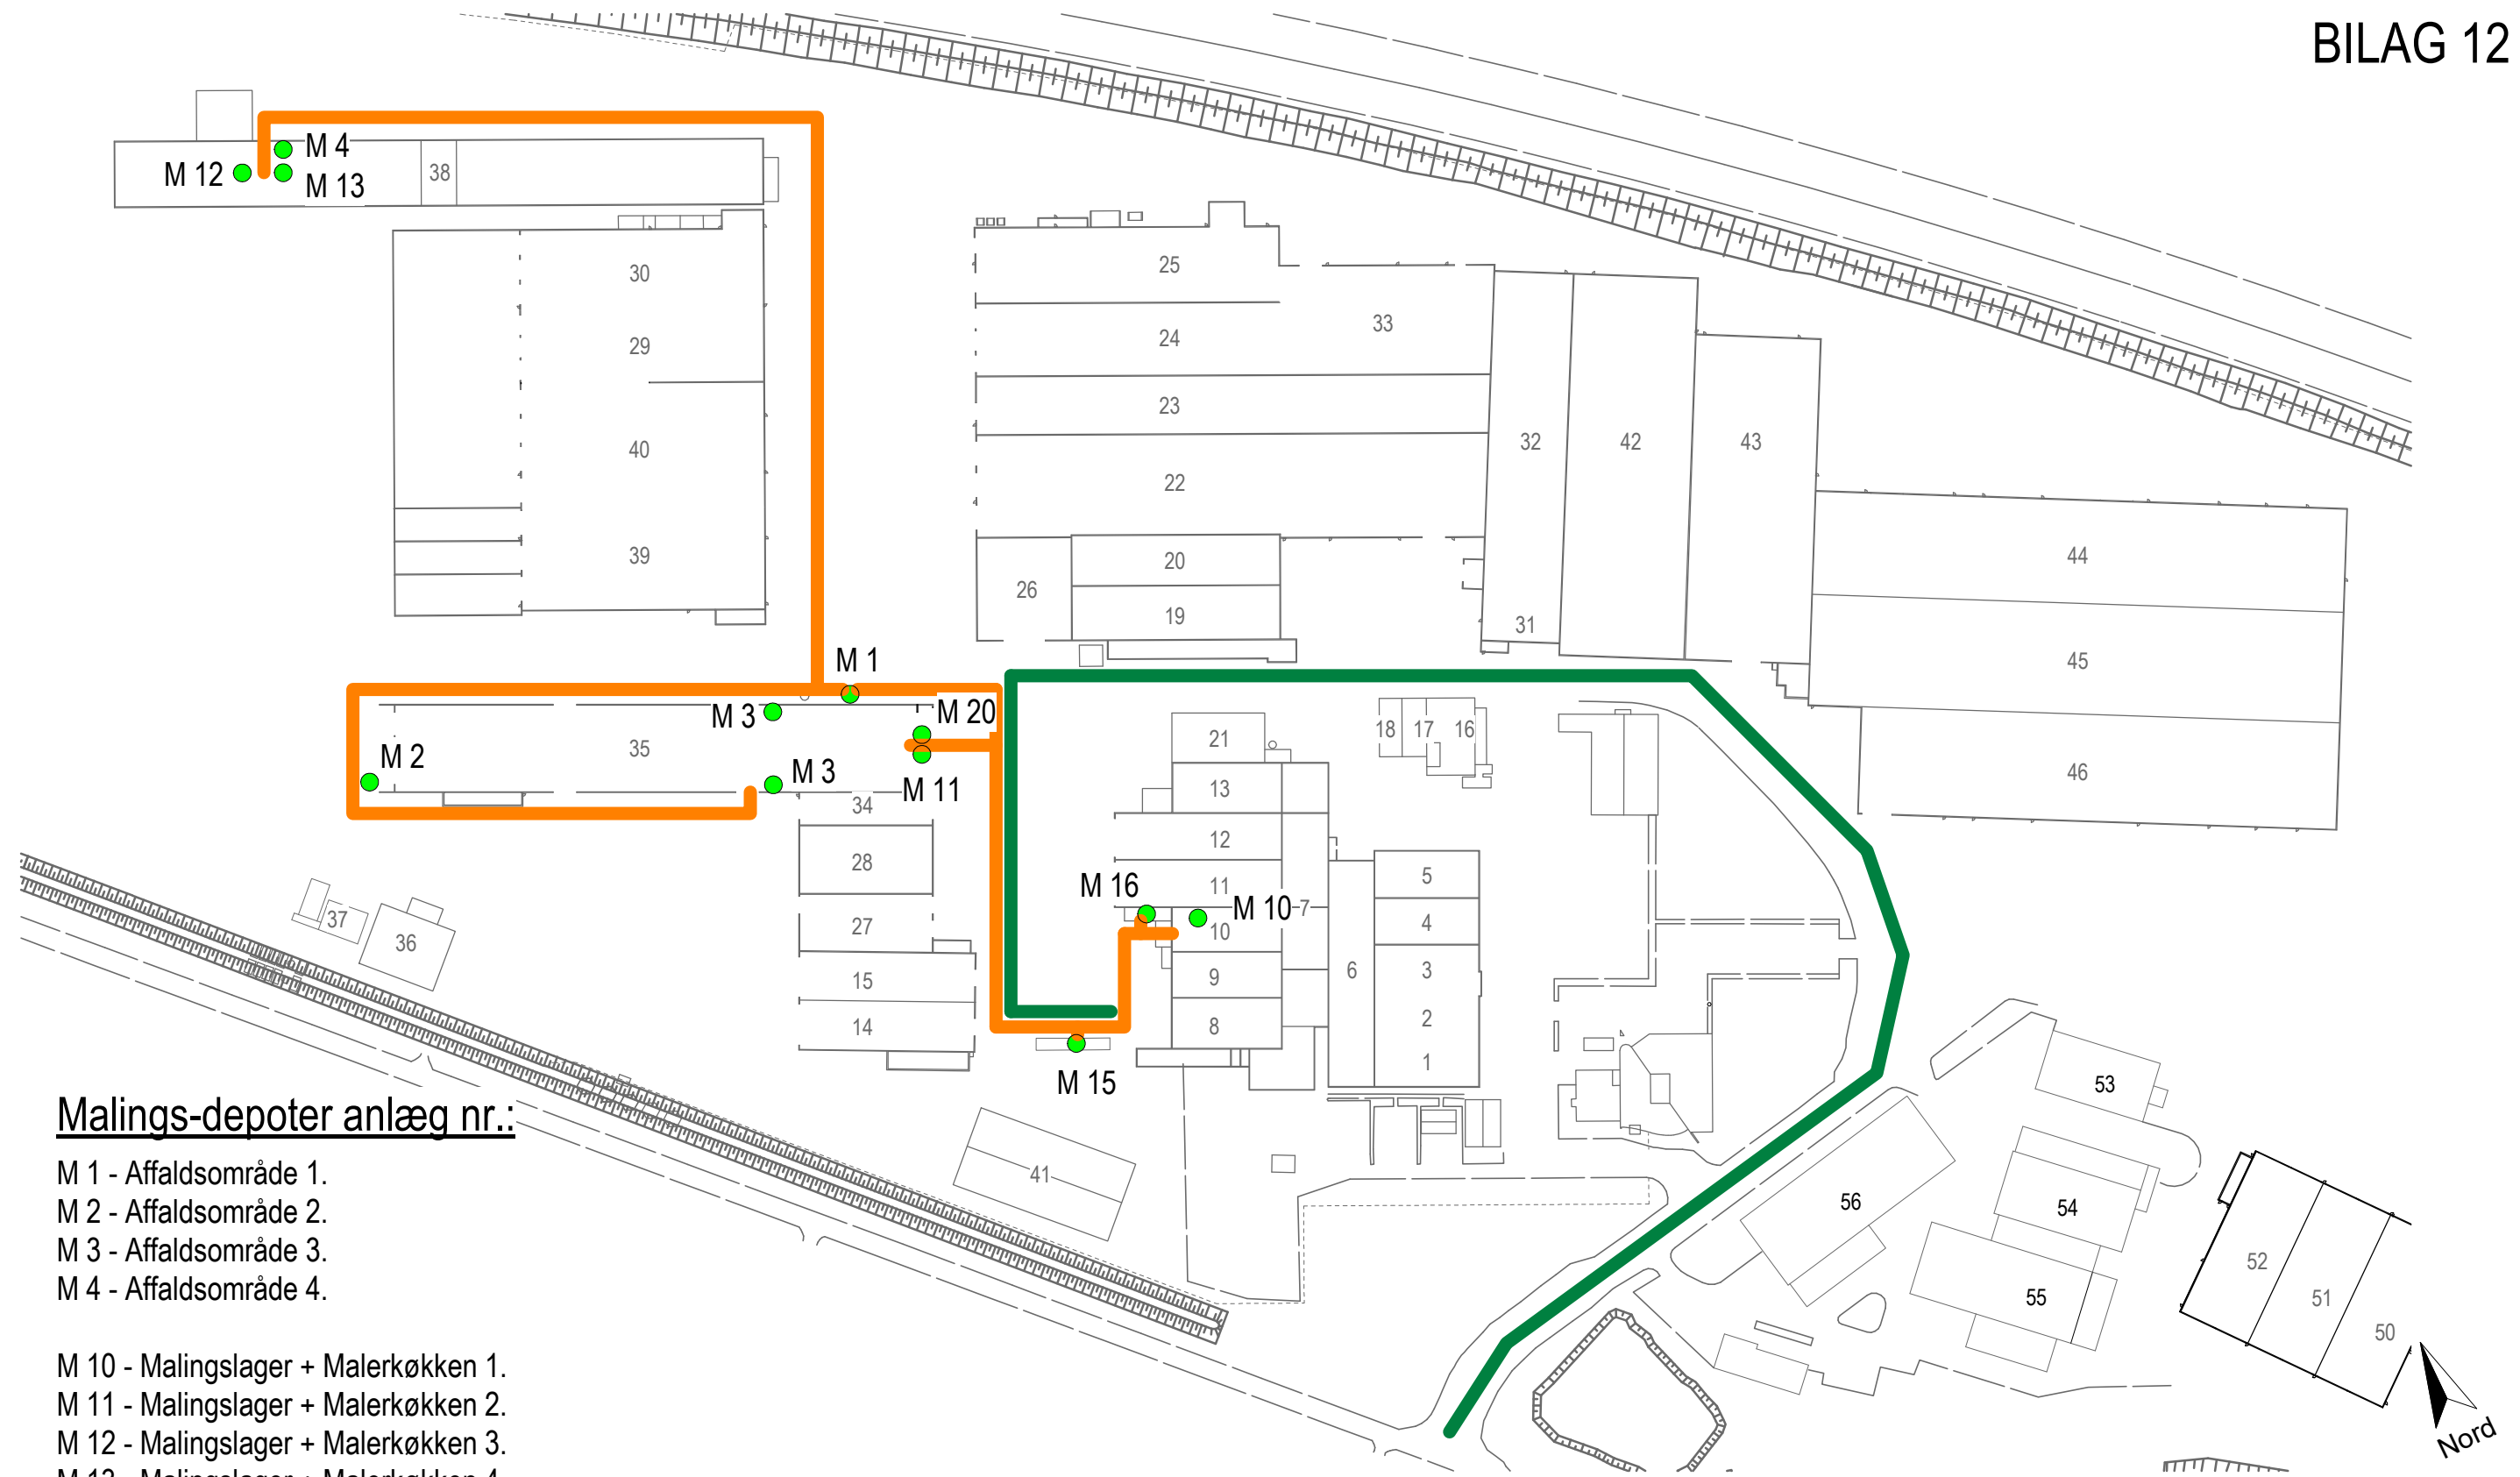 BILAG 12
M 4
M 12
M 13
38
30
29
40
39
25
24
33
23
22
20
26
19
32
42
43
31
44
45
46
M 1
M 3
M 20
M 2
35
M 3
M 11
34
28
27
15
14
21
18
17
16
13
12
M 16
11
M 10
7
10
9
8
6
5
4
3
2
1
M 15
37
36
41
53
56
54
55
52
51
50
Nord
Malings-depoter anlæg nr.:
M 1 - Affaldsområde 1.
M 2 - Affaldsområde 2.
M 3 - Affaldsområde 3.
M 4 - Affaldsområde 4.
M 10 - Malingslager + Malerkøkken 1.
M 11 - Malingslager + Malerkøkken 2.
M 12 - Malingslager + Malerkøkken 3.
M 13 - Malingslager + Malerkøkken 4.